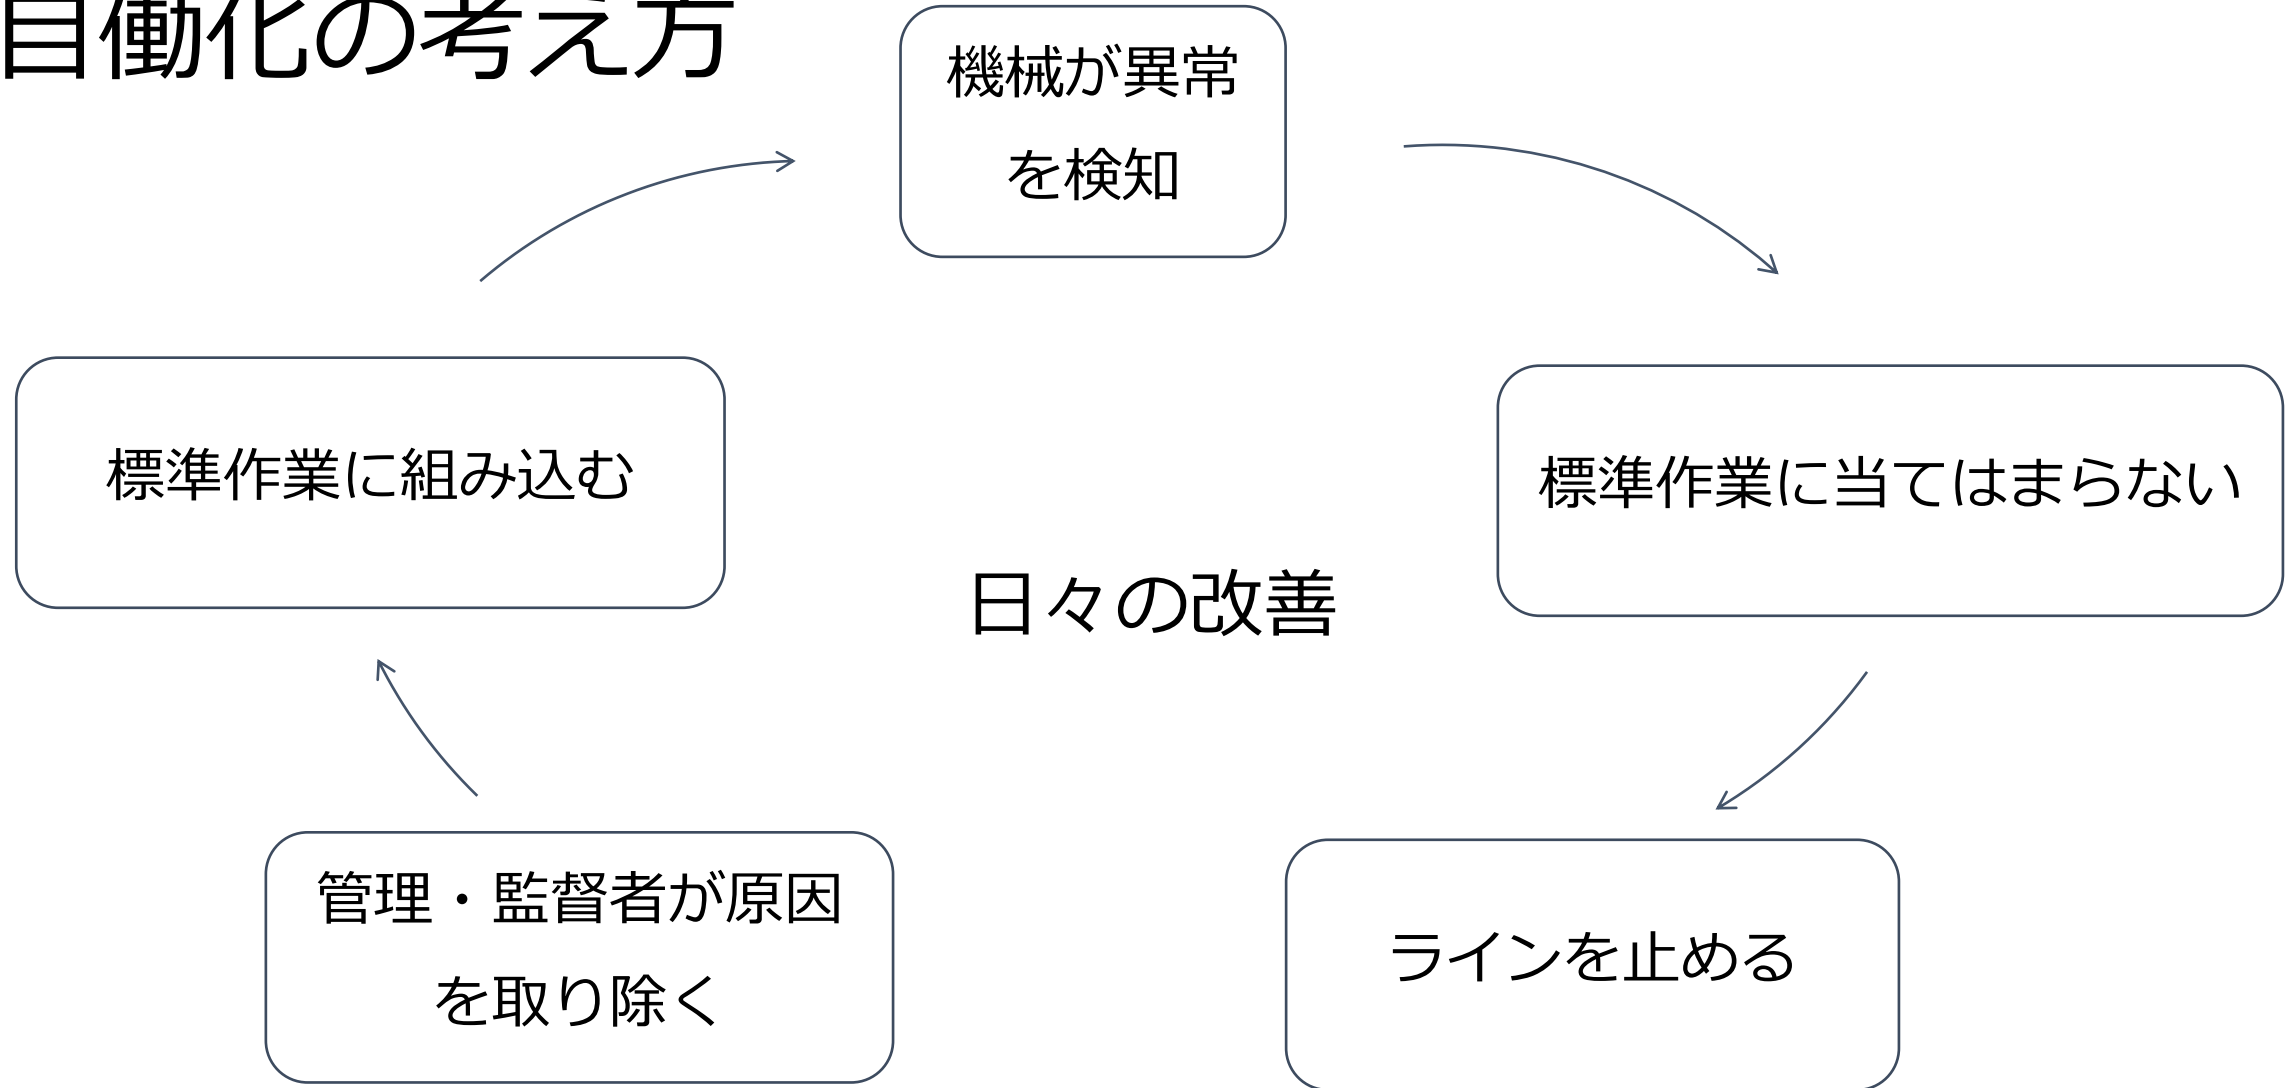 自働化の考え方
機械が異常
を検知
標準作業に組み込む
標準作業に当てはまらない
日々の改善
管理・監督者が原因
を取り除く
ラインを止める